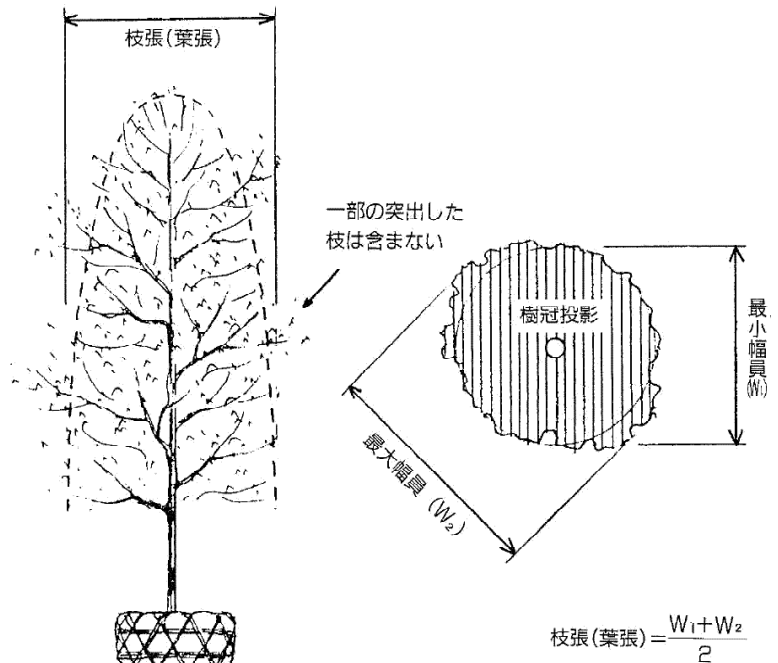 枝張(葉張)
一部の突出した
枝は含まない
樹冠投影
最小幅員(W₁)
最大幅員(W₂)
枝張(葉張)=W₁+W₂/2